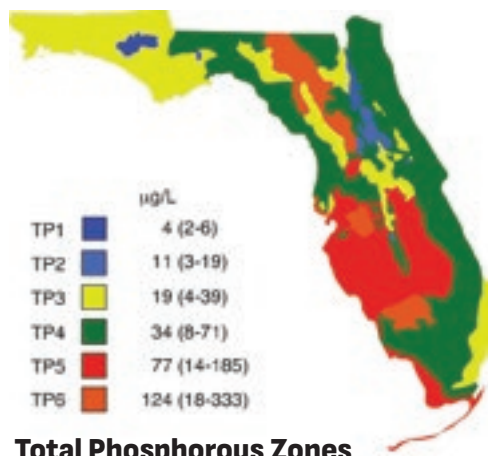 µg/L
TP1 4 (2-6)
TP2 11 (3-19)
TP3 19 (4-39)
TP4 34 (8-71)
TP5 77 (14-185)
TP6 124 (18-333)
Total Phosphorous Zones